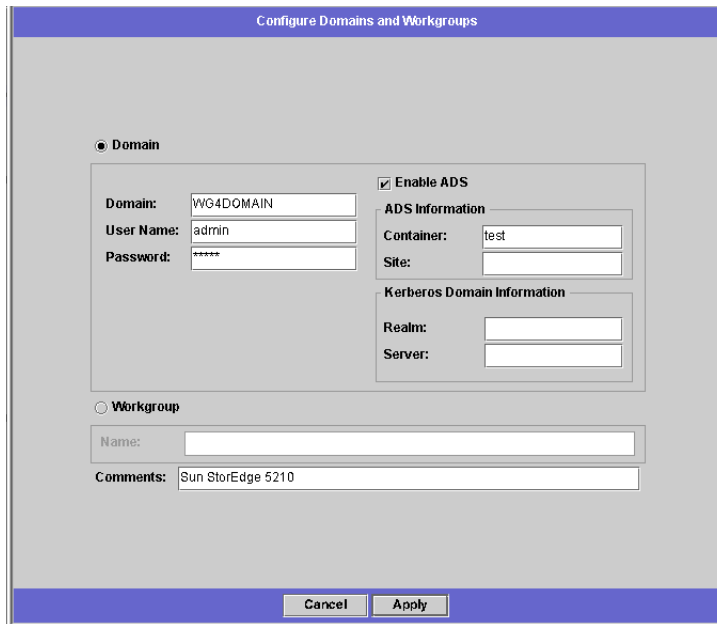 Configure Domains and Workgroups
Domain
Domain: WG4DOMAIN
User Name: admin
Password: *****
Enable ADS
ADS Information
Container: test
Site:
Kerberos Domain Information
Realm:
Server:
Workgroup
Name:
Comments: Sun StorEdge 5210
Cancel Apply